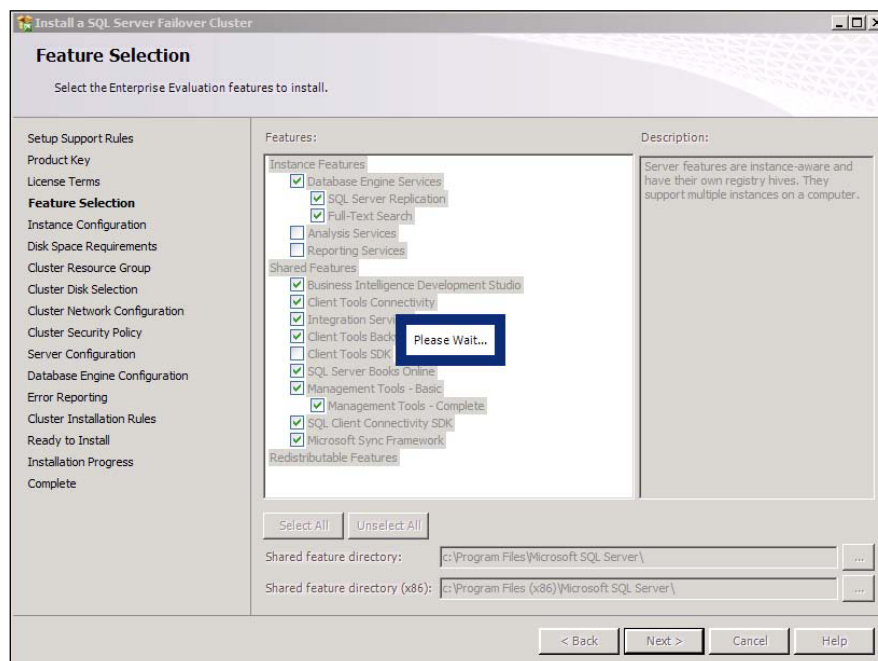 Install a SQL Server Failover Cluster
Feature Selection
Select the Enterprise Evaluation features to install.
Setup Support Rules
Product Key
License Terms
Feature Selection
Instance Configuration
Disk Space Requirements
Cluster Resource Group
Cluster Disk Selection
Cluster Network Configuration
Cluster Security Policy
Server Configuration
Database Engine Configuration
Error Reporting
Cluster Installation Rules
Ready to Install
Installation Progress
Complete
Features:
Instance Features
Database Engine Services
SQL Server Replication
Full-Text Search
Analysis Services
Reporting Services
Shared Features
Business Intelligence Development Studio
Client Tools Connectivity
Integration
Client Tools
Client Tools SDK
SQL Server Books Online
Management Tools - Basic
Management Tools - Complete
SQL Client Connectivity SDK
Microsoft Sync Framework
Redistributable Features
Please Wait...
Description:
Server features are instance-aware and
have their own registry hives. They
support multiple instances on a computer.
Select All
Unselect All
Shared feature directory:
c:\Program Files\Microsoft SQL Server\
...
Shared feature directory (x86):
c:\Program Files (x86)\Microsoft SQL Server\
...
< Back
Next >
Cancel
Help